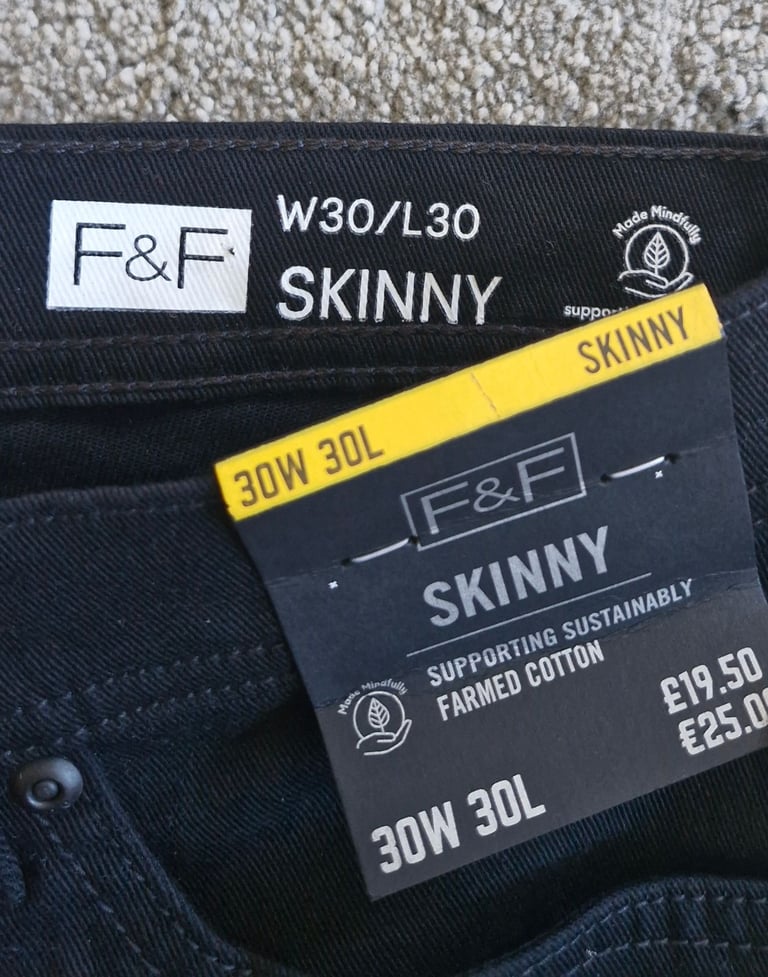 F&F
W30/L30
SKINNY
Made Mindfully
30W 30L
SKINNY
F&F
SKINNY
SUPPORTING SUSTAINABLY
FARMED COTTON
Made Mindfully
£19.50
30W 30L